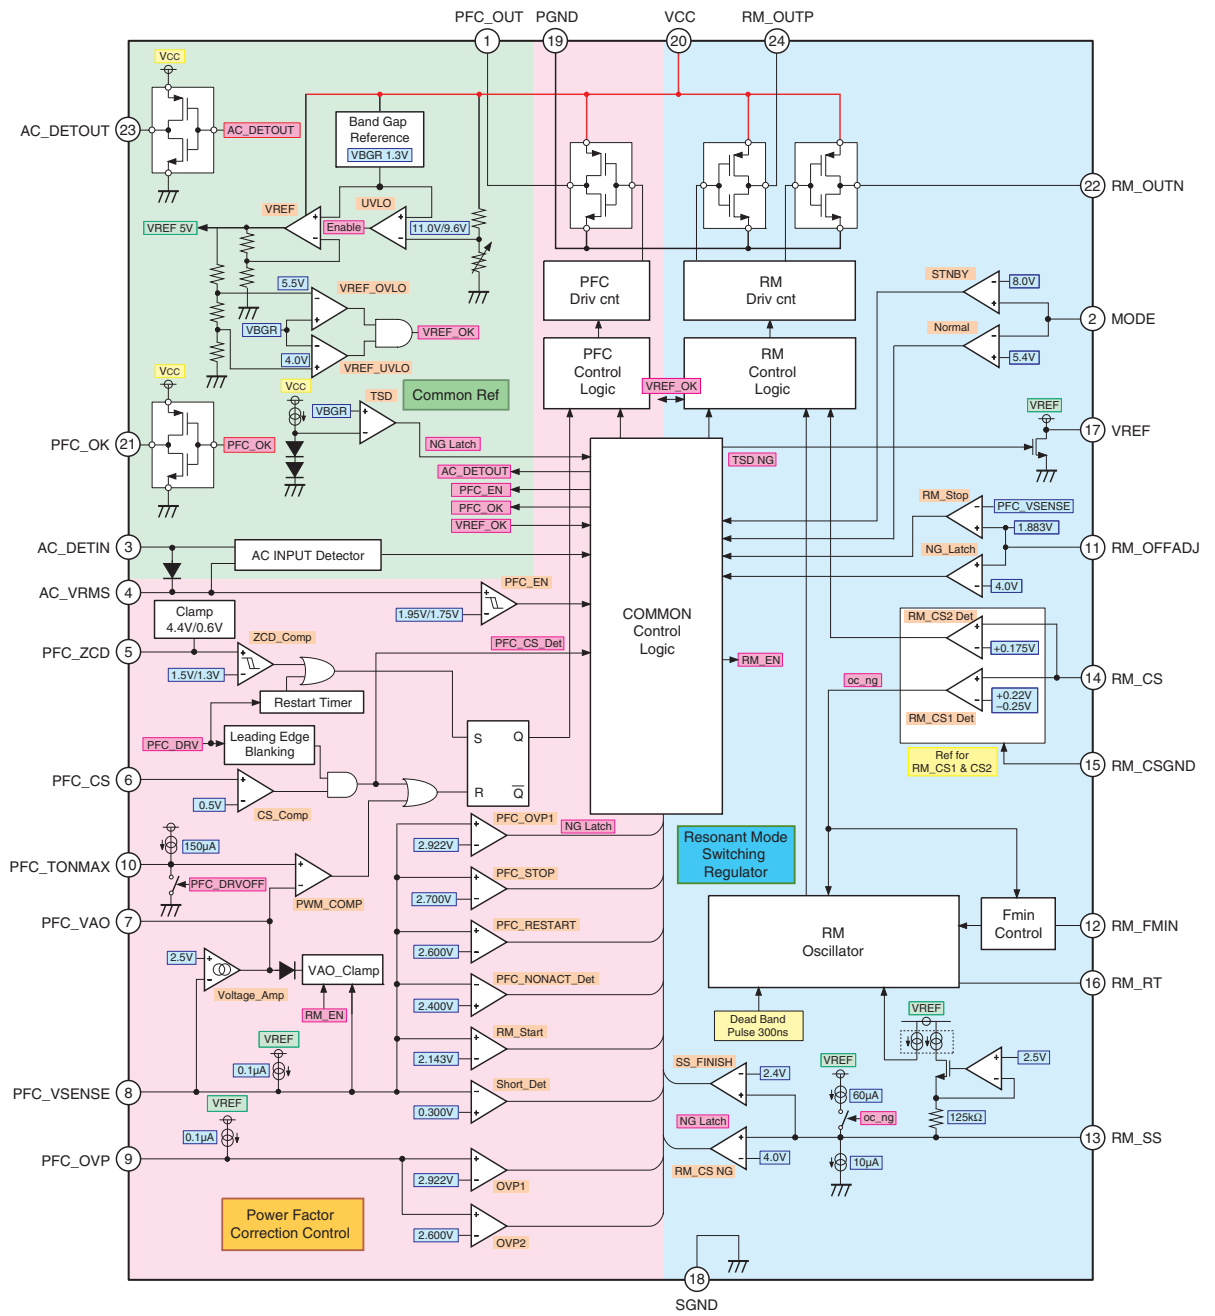 PFC_OUT
PGND
VCC
RM_OUTP
1
19
20
24
Vcc
AC_DETOUT
23
AC_DETOUT
Band Gap
Reference
VBGR 1.3V
22
RM_OUTN
VREF
UVLO
VREF 5V
Enable
11.0V/9.6V
5.5V
VREF_OVLO
VBGR
VREF_OK
4.0V
VREF_UVLO
PFC
Driv cnt
RM
Driv cnt
STNBY
8.0V
2
MODE
Normal
5.4V
PFC
Control
Logic
VREF_OK
RM
Control
Logic
Vcc
Vcc
TSD
VBGR
Common Ref
PFC_OK
21
PFC_OK
NG Latch
VREF
17
VREF
TSD NG
AC_DETOUT
PFC_EN
PFC_OK
VREF_OK
RM_Stop
PFC_VSENSE
1.883V
11
RM_OFFADJ
NG_Latch
4.0V
AC_DETIN
3
AC INPUT Detector
AC_VRMS
4
PFC_EN
1.95V/1.75V
COMMON
Control
Logic
Clamp
4.4V/0.6V
PFC_ZCD
5
ZCD_Comp
1.5V/1.3V
PFC_CS_Det
RM_EN
RM_CS2 Det
+0.175V
oc_ng
14
RM_CS
+0.22V
−0.25V
RM_CS1 Det
Restart Timer
PFC_DRV
Leading Edge
Blanking
S
Q
R
Q
Ref for
RM_CS1 & CS2
15
RM_CSGND
PFC_CS
6
0.5V
CS_Comp
150µA
PFC_TONMAX
10
PFC_DRVOFF
PWM_COMP
PFC_VAO
7
PFC_OVP1
NG Latch
2.922V
PFC_STOP
2.700V
PFC_RESTART
2.600V
PFC_NONACT_Det
2.400V
RM_Start
2.143V
Short_Det
0.300V
Resonant Mode
Switching
Regulator
RM
Oscillator
Fmin
Control
12
RM_FMIN
16
RM_RT
2.5V
Voltage_Amp
VAO_Clamp
RM_EN
VREF
0.1µA
PFC_VSENSE
8
VREF
0.1µA
PFC_OVP
9
Dead Band
Pulse 300ns
VREF
2.5V
125kΩ
SS_FINISH
2.4V
VREF
60µA
oc_ng
NG Latch
13
RM_SS
4.0V
RM_CS NG
10µA
2.922V
OVP1
2.600V
OVP2
Power Factor
Correction Control
18
SGND